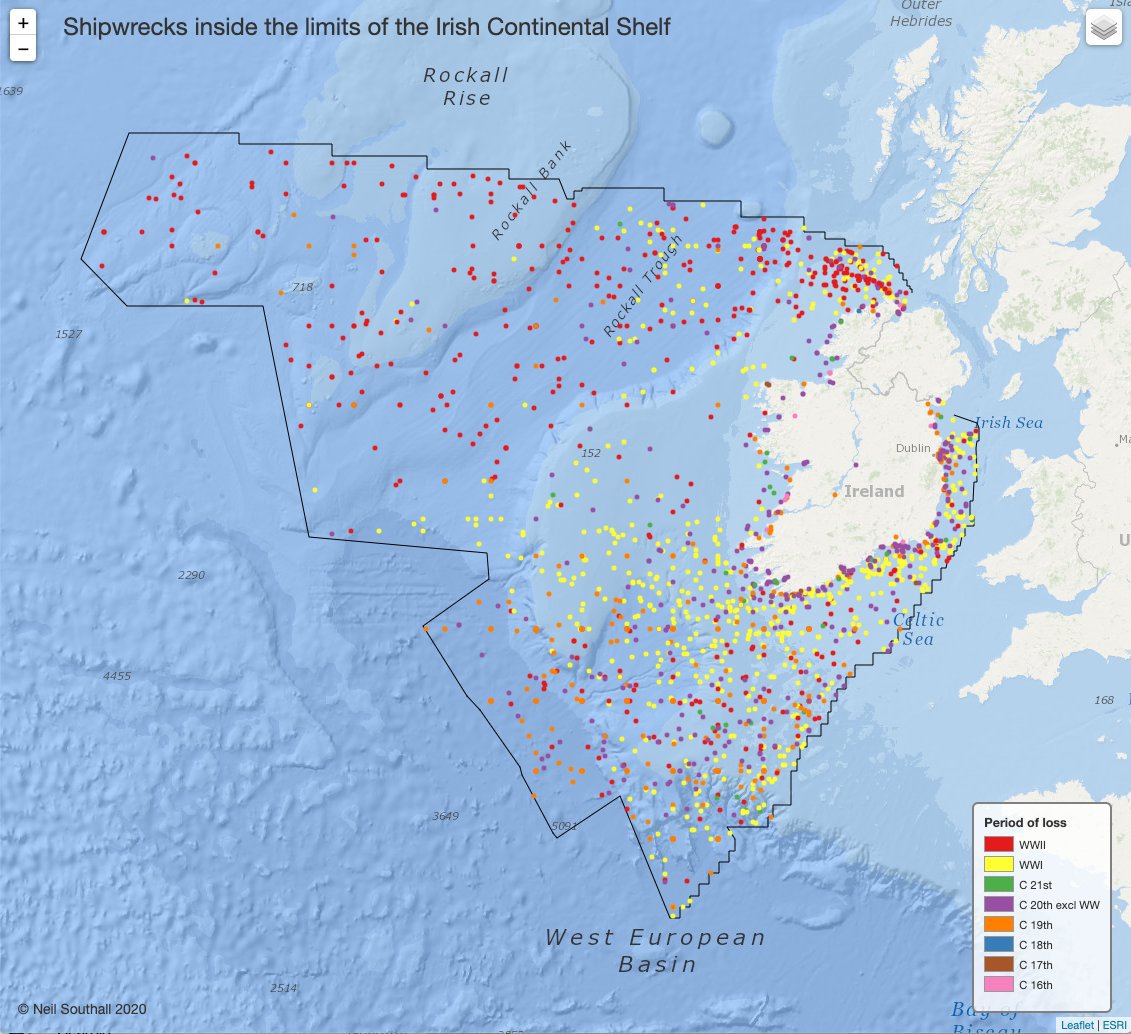 +
−
Shipwrecks inside the limits of the Irish Continental Shelf
Outer
Hebrides
Rockall
Rise
1639
Rockall Bank
Rockall Trough
718
1527
Irish Sea
Dublin
152
Ireland
2290
Celtic
Sea
4455
168
3649
5091
West European
Basin
2514
Bay of
Biscay
Period of loss
WWII
WWI
C 21st
C 20th excl WW
C 19th
C 18th
C 17th
C 16th
© Neil Southall 2020
Leaflet | ESRI